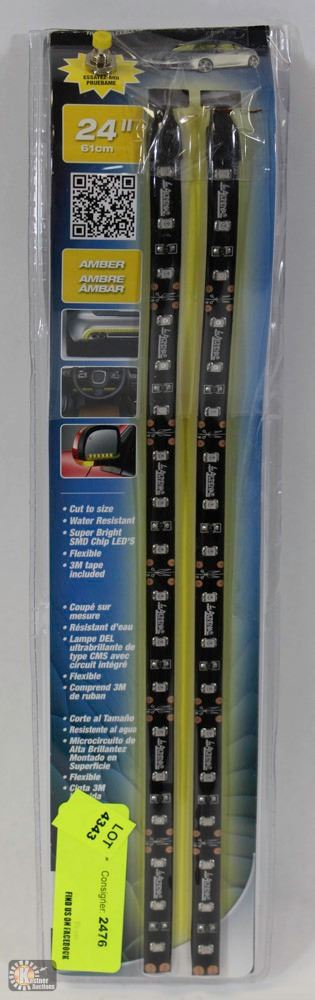 ESSAYEZ-MOI
PRUEBAME
24"
61cm
AMBER
AMBRE
ÁMBAR
• Cut to size
• Water Resistant
• Super Bright
SMD Chip LED'S
• Flexible
• 3M tape
included
• Coupé sur
mesure
• Résistant d'eau
• Lampe DEL
ultrabrillante de
type CMS avec
circuit intégré
• Flexible
• Comprend 3M
de ruban
• Corte al Tamaño
• Resistente al agua
• Microcircuito de
Alta Brillantez
Montado en
Superficie
• Flexible
• Cinta 3M
LOT
4343
Consigner: 2476
FIND US ON FACEBOOK
Kastner
Auctions